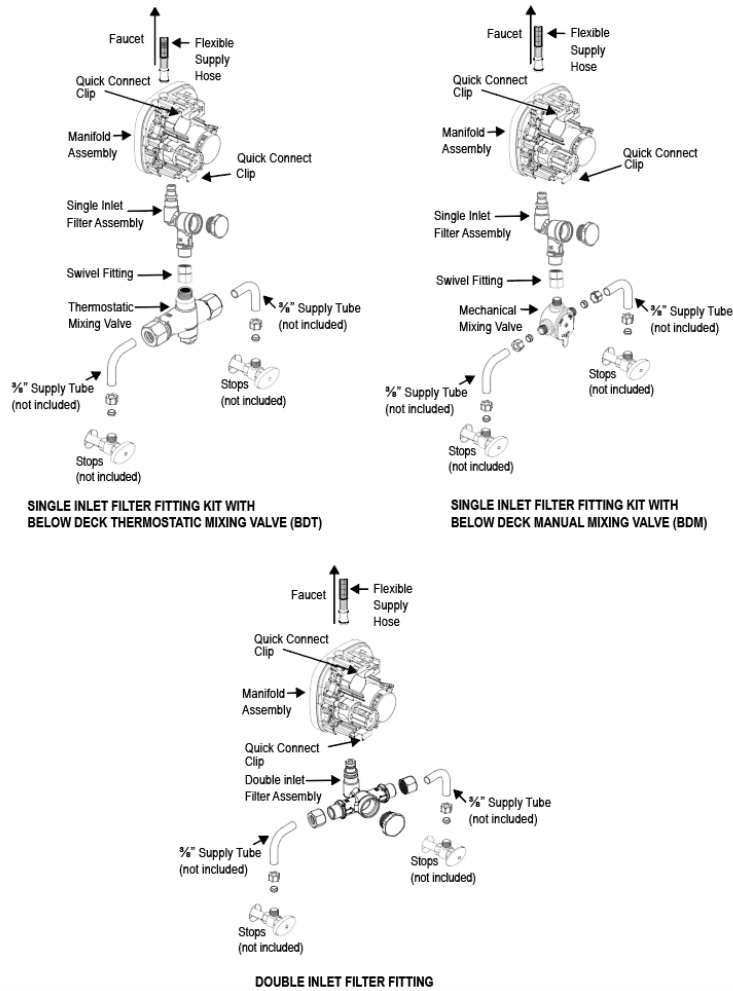 Faucet
Flexible
Supply
Hose
Quick Connect
Clip
Manifold
Assembly
Quick Connect
Clip
Single Inlet
Filter Assembly
Swivel Fitting
Thermostatic
Mixing Valve
⅜" Supply Tube
(not included)
⅜" Supply Tube
(not included)
Stops
(not included)
Stops
(not included)
SINGLE INLET FILTER FITTING KIT WITH
BELOW DECK THERMOSTATIC MIXING VALVE (BDT)
Faucet
Flexible
Supply
Hose
Quick Connect
Clip
Manifold
Assembly
Quick Connect
Clip
Single Inlet
Filter Assembly
Swivel Fitting
Mechanical
Mixing Valve
⅜" Supply Tube
(not included)
Stops
(not included)
⅜" Supply Tube
(not included)
Stops
(not included)
SINGLE INLET FILTER FITTING KIT WITH
BELOW DECK MANUAL MIXING VALVE (BDM)
Faucet
Flexible
Supply
Hose
Quick Connect
Clip
Manifold
Assembly
Quick Connect
Clip
Double inlet
Filter Assembly
⅜" Supply Tube
(not included)
⅜" Supply Tube
(not included)
Stops
(not included)
Stops
(not included)
DOUBLE INLET FILTER FITTING